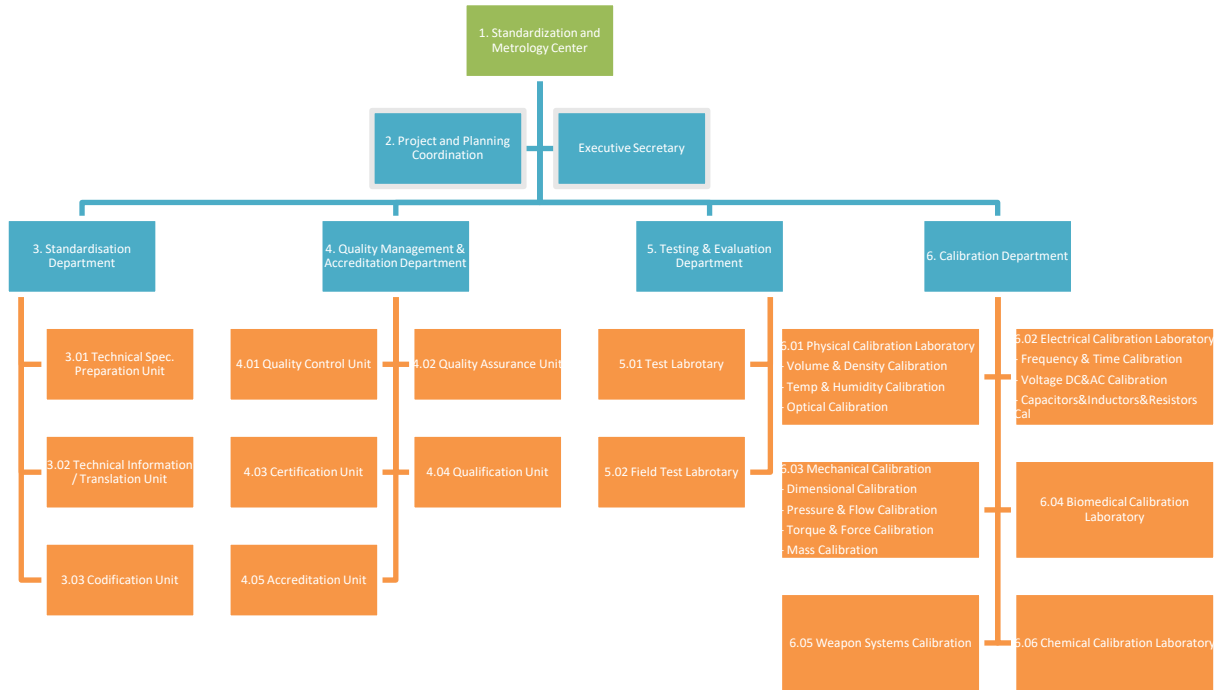 1. Standardization and
Metrology Center
2. Project and Planning
Coordination
Executive Secretary
3. Standardisation
Department
4. Quality Management &
Accreditation Department
5. Testing & Evaluation
Department
6. Calibration Department
3.01 Technical Spec.
Preparation Unit
4.01 Quality Control Unit
4.02 Quality Assurance Unit
5.01 Test Labrotary
6.01 Physical Calibration Laboratory
- Volume & Density Calibration
- Temp & Humidity Calibration
- Optical Calibration
6.02 Electrical Calibration Laboratory
- Frequency & Time Calibration
- Voltage DC&AC Calibration
- Capacitors&Inductors&Resistors
Cal
3.02 Technical Information
/ Translation Unit
4.03 Certification Unit
4.04 Qualification Unit
5.02 Field Test Labrotary
6.03 Mechanical Calibration
- Dimensional Calibration
- Pressure & Flow Calibration
- Torque & Force Calibration
- Mass Calibration
6.04 Biomedical Calibration
Laboratory
3.03 Codification Unit
4.05 Accreditation Unit
6.05 Weapon Systems Calibration
6.06 Chemical Calibration Laboratory